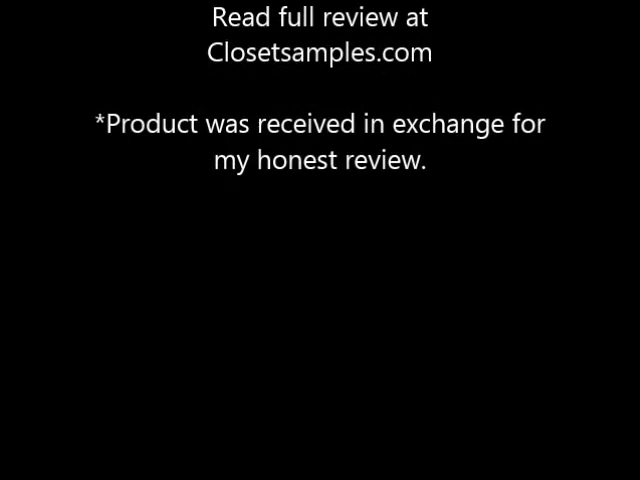 Read full review at
Closetsamples.com
*Product was received in exchange for
my honest review.